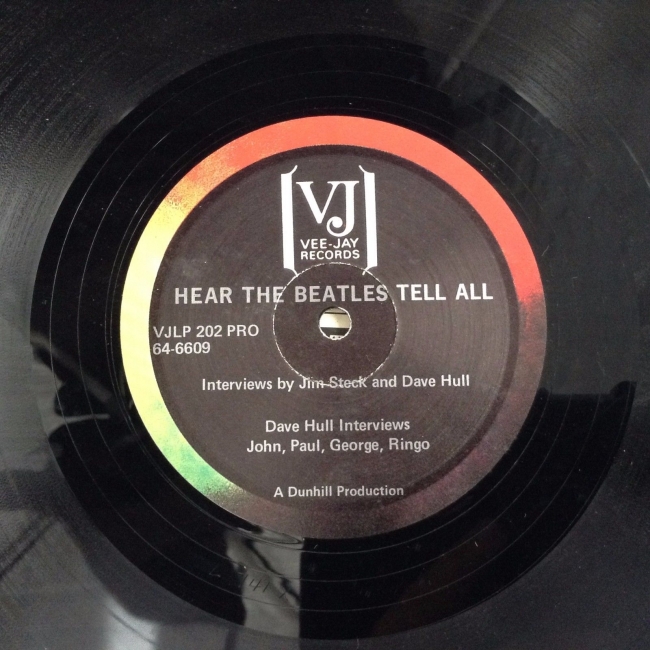 VJ
VEE-JAY
RECORDS
HEAR THE BEATLES TELL ALL
VJLP 202 PRO
64-6609
Interviews by Jim Steck and Dave Hull
Dave Hull Interviews
John, Paul, George, Ringo
A Dunhill Production